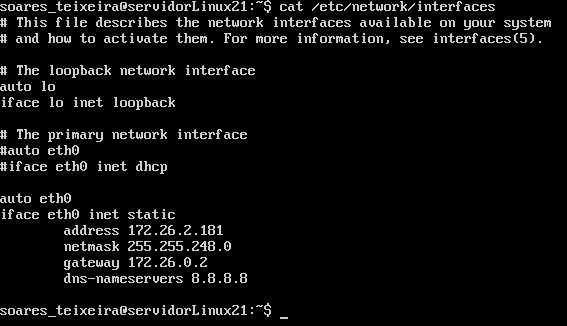 soares_teixeira@servidorLinux21:~$ cat /etc/network/interfaces
# This file describes the network interfaces available on your system
# and how to activate them. For more information, see interfaces(5).
# The loopback network interface
auto lo
iface lo inet loopback
# The primary network interface
#auto eth0
#iface eth0 inet dhcp
auto eth0
iface eth0 inet static
address 172.26.2.181
netmask 255.255.248.0
gateway 172.26.0.2
dns-nameservers 8.8.8.8
soares_teixeira@servidorLinux21:~$ _